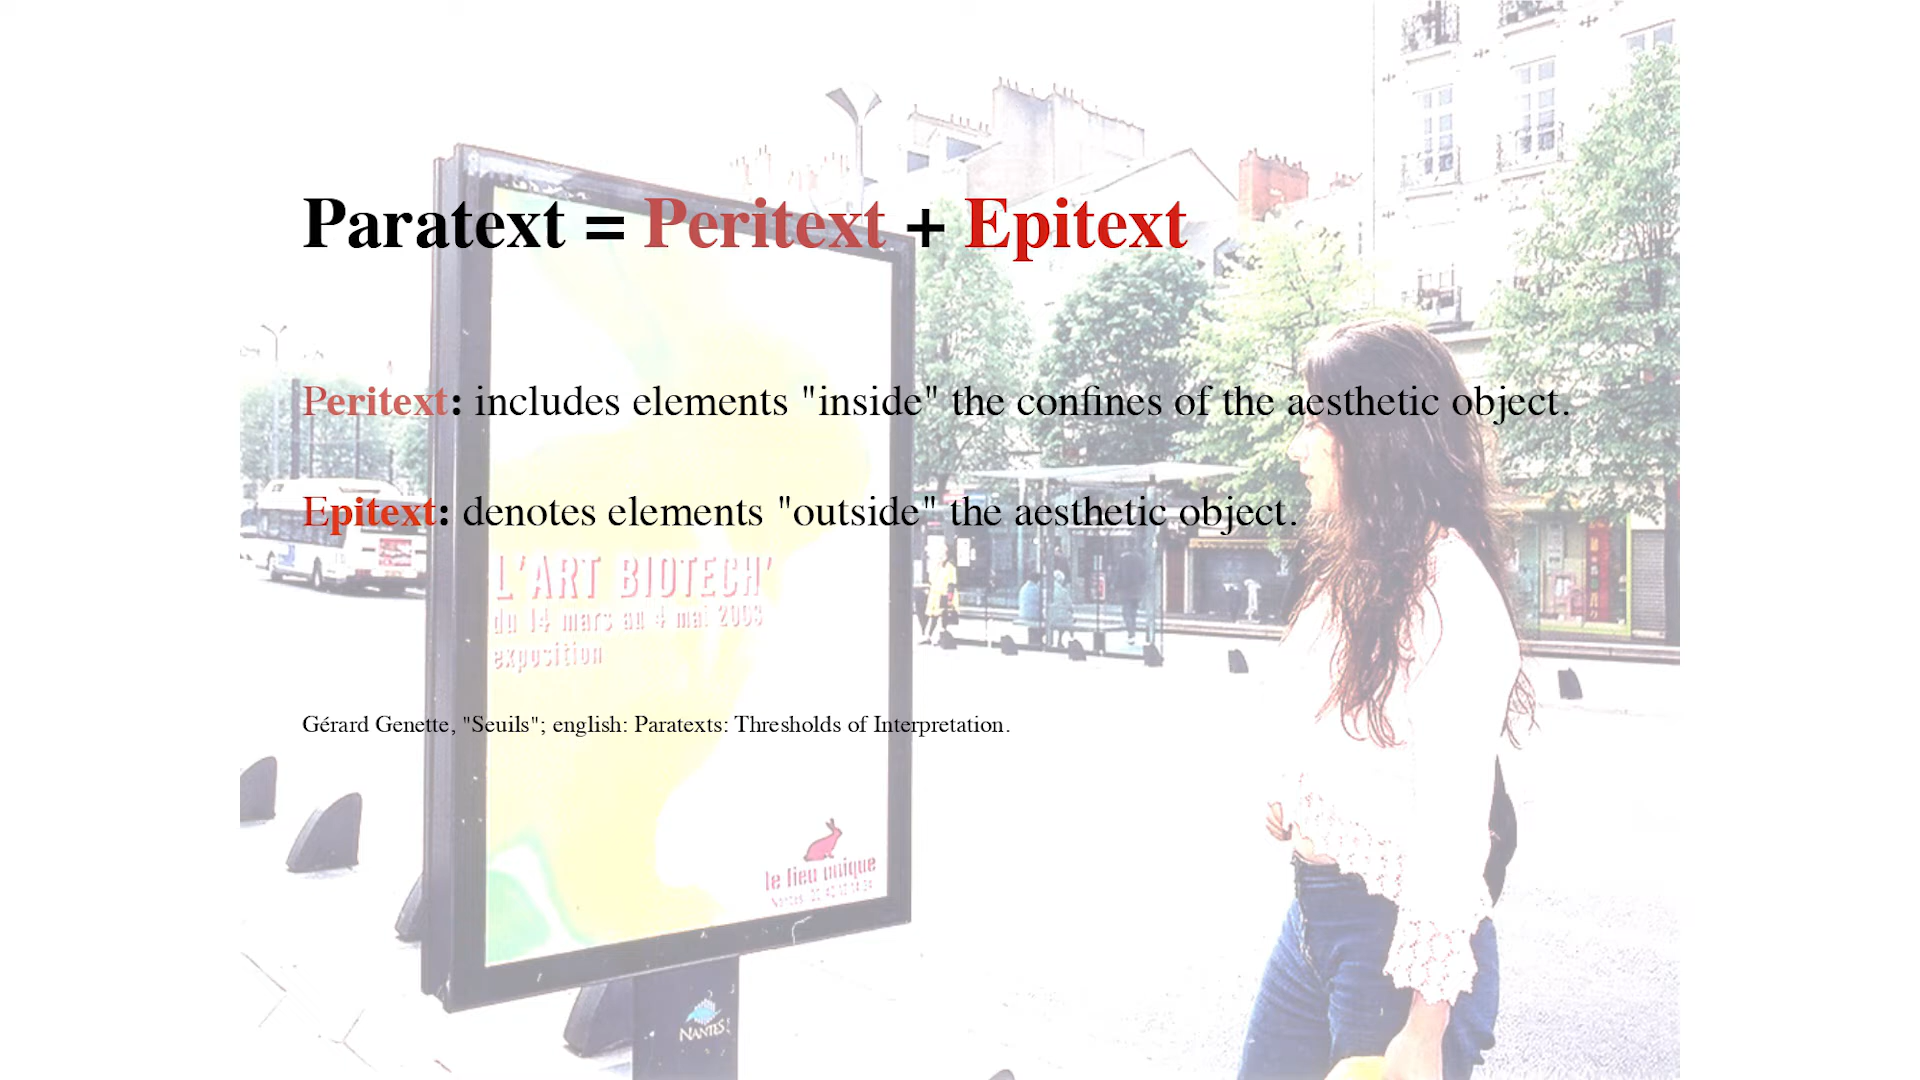 Paratext = Peritext + Epitext
Peritext: includes elements "inside" the confines of the aesthetic object.
Epitext: denotes elements "outside" the aesthetic object.
L'ART BIOTECH'
du 14 mars au 4 mai 2003
exposition
Gérard Genette, "Seuils"; english: Paratexts: Thresholds of Interpretation.
le lieu unique
Nantes
NANTES